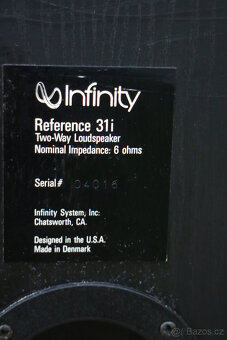 Infinity
Reference 31i
Two-Way Loudspeaker
Nominal Impedance: 6 ohms
Serial# 04016
Infinity System, Inc:
Chatsworth, CA.
Designed in the U.S.A.
Made in Denmark
Bazos.cz